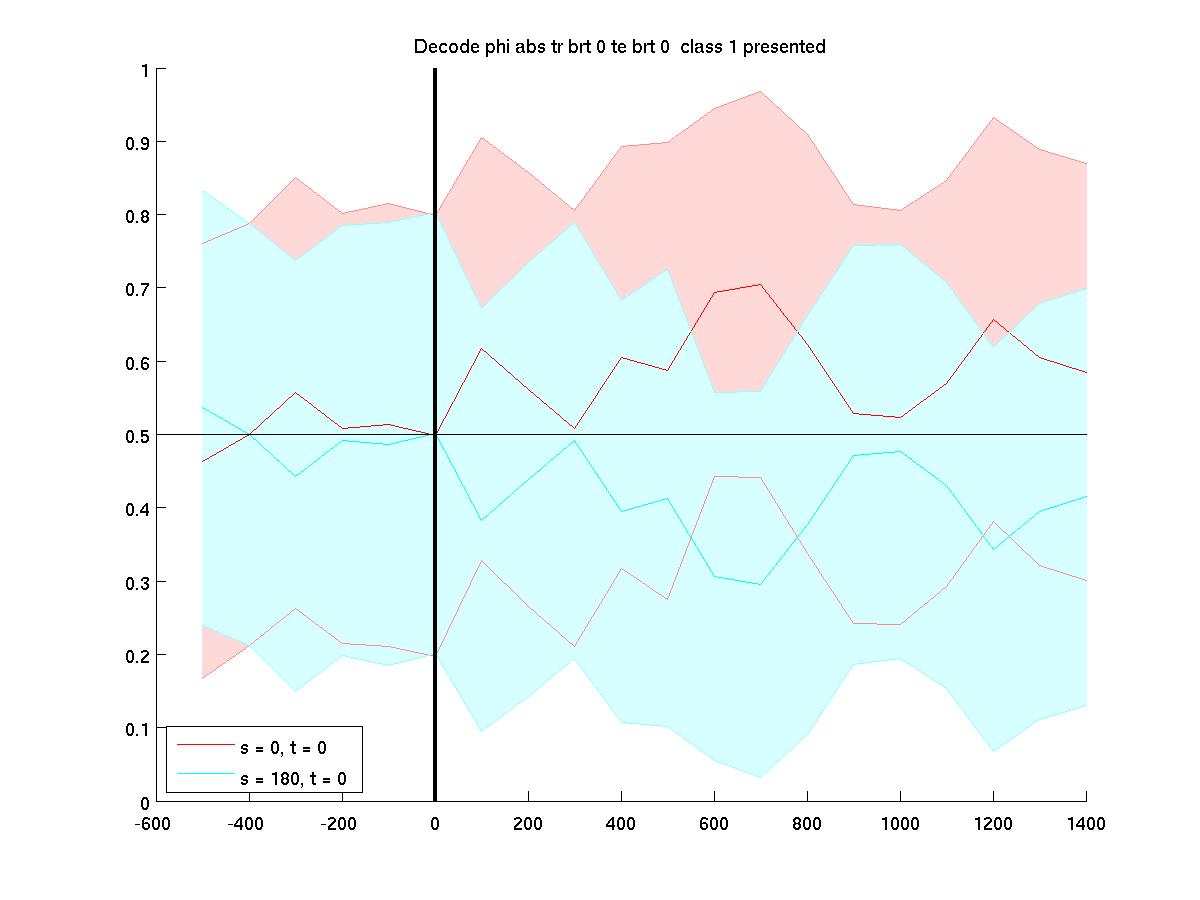 Decode phi abs tr brt 0 te brt 0  class 1 presented
1
0.9
0.8
0.7
0.6
0.5
0.4
0.3
0.2
0.1
0
s = 0, t = 0
s = 180, t = 0
-600 -400 -200 0 200 400 600 800 1000 1200 1400